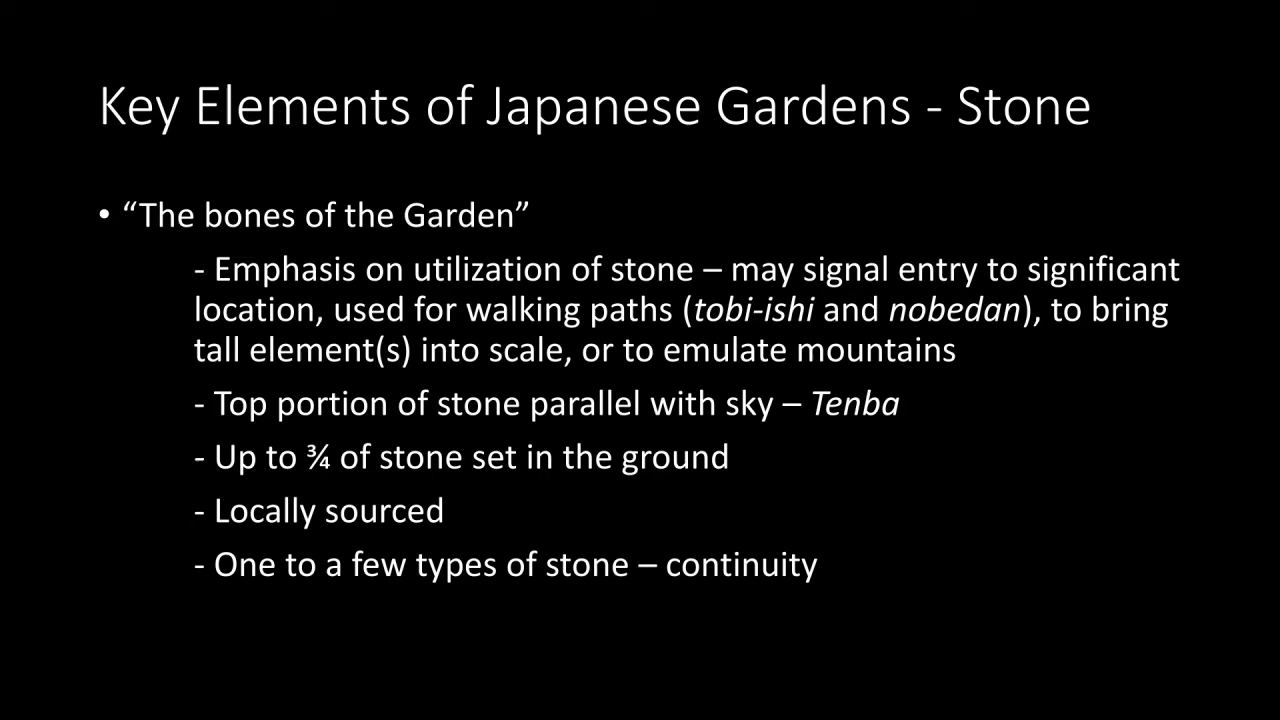 Key Elements of Japanese Gardens - Stone
• “The bones of the Garden”
- Emphasis on utilization of stone – may signal entry to significant
location, used for walking paths (tobi-ishi and nobedan), to bring
tall element(s) into scale, or to emulate mountains
- Top portion of stone parallel with sky – Tenba
- Up to ¾ of stone set in the ground
- Locally sourced
- One to a few types of stone – continuity